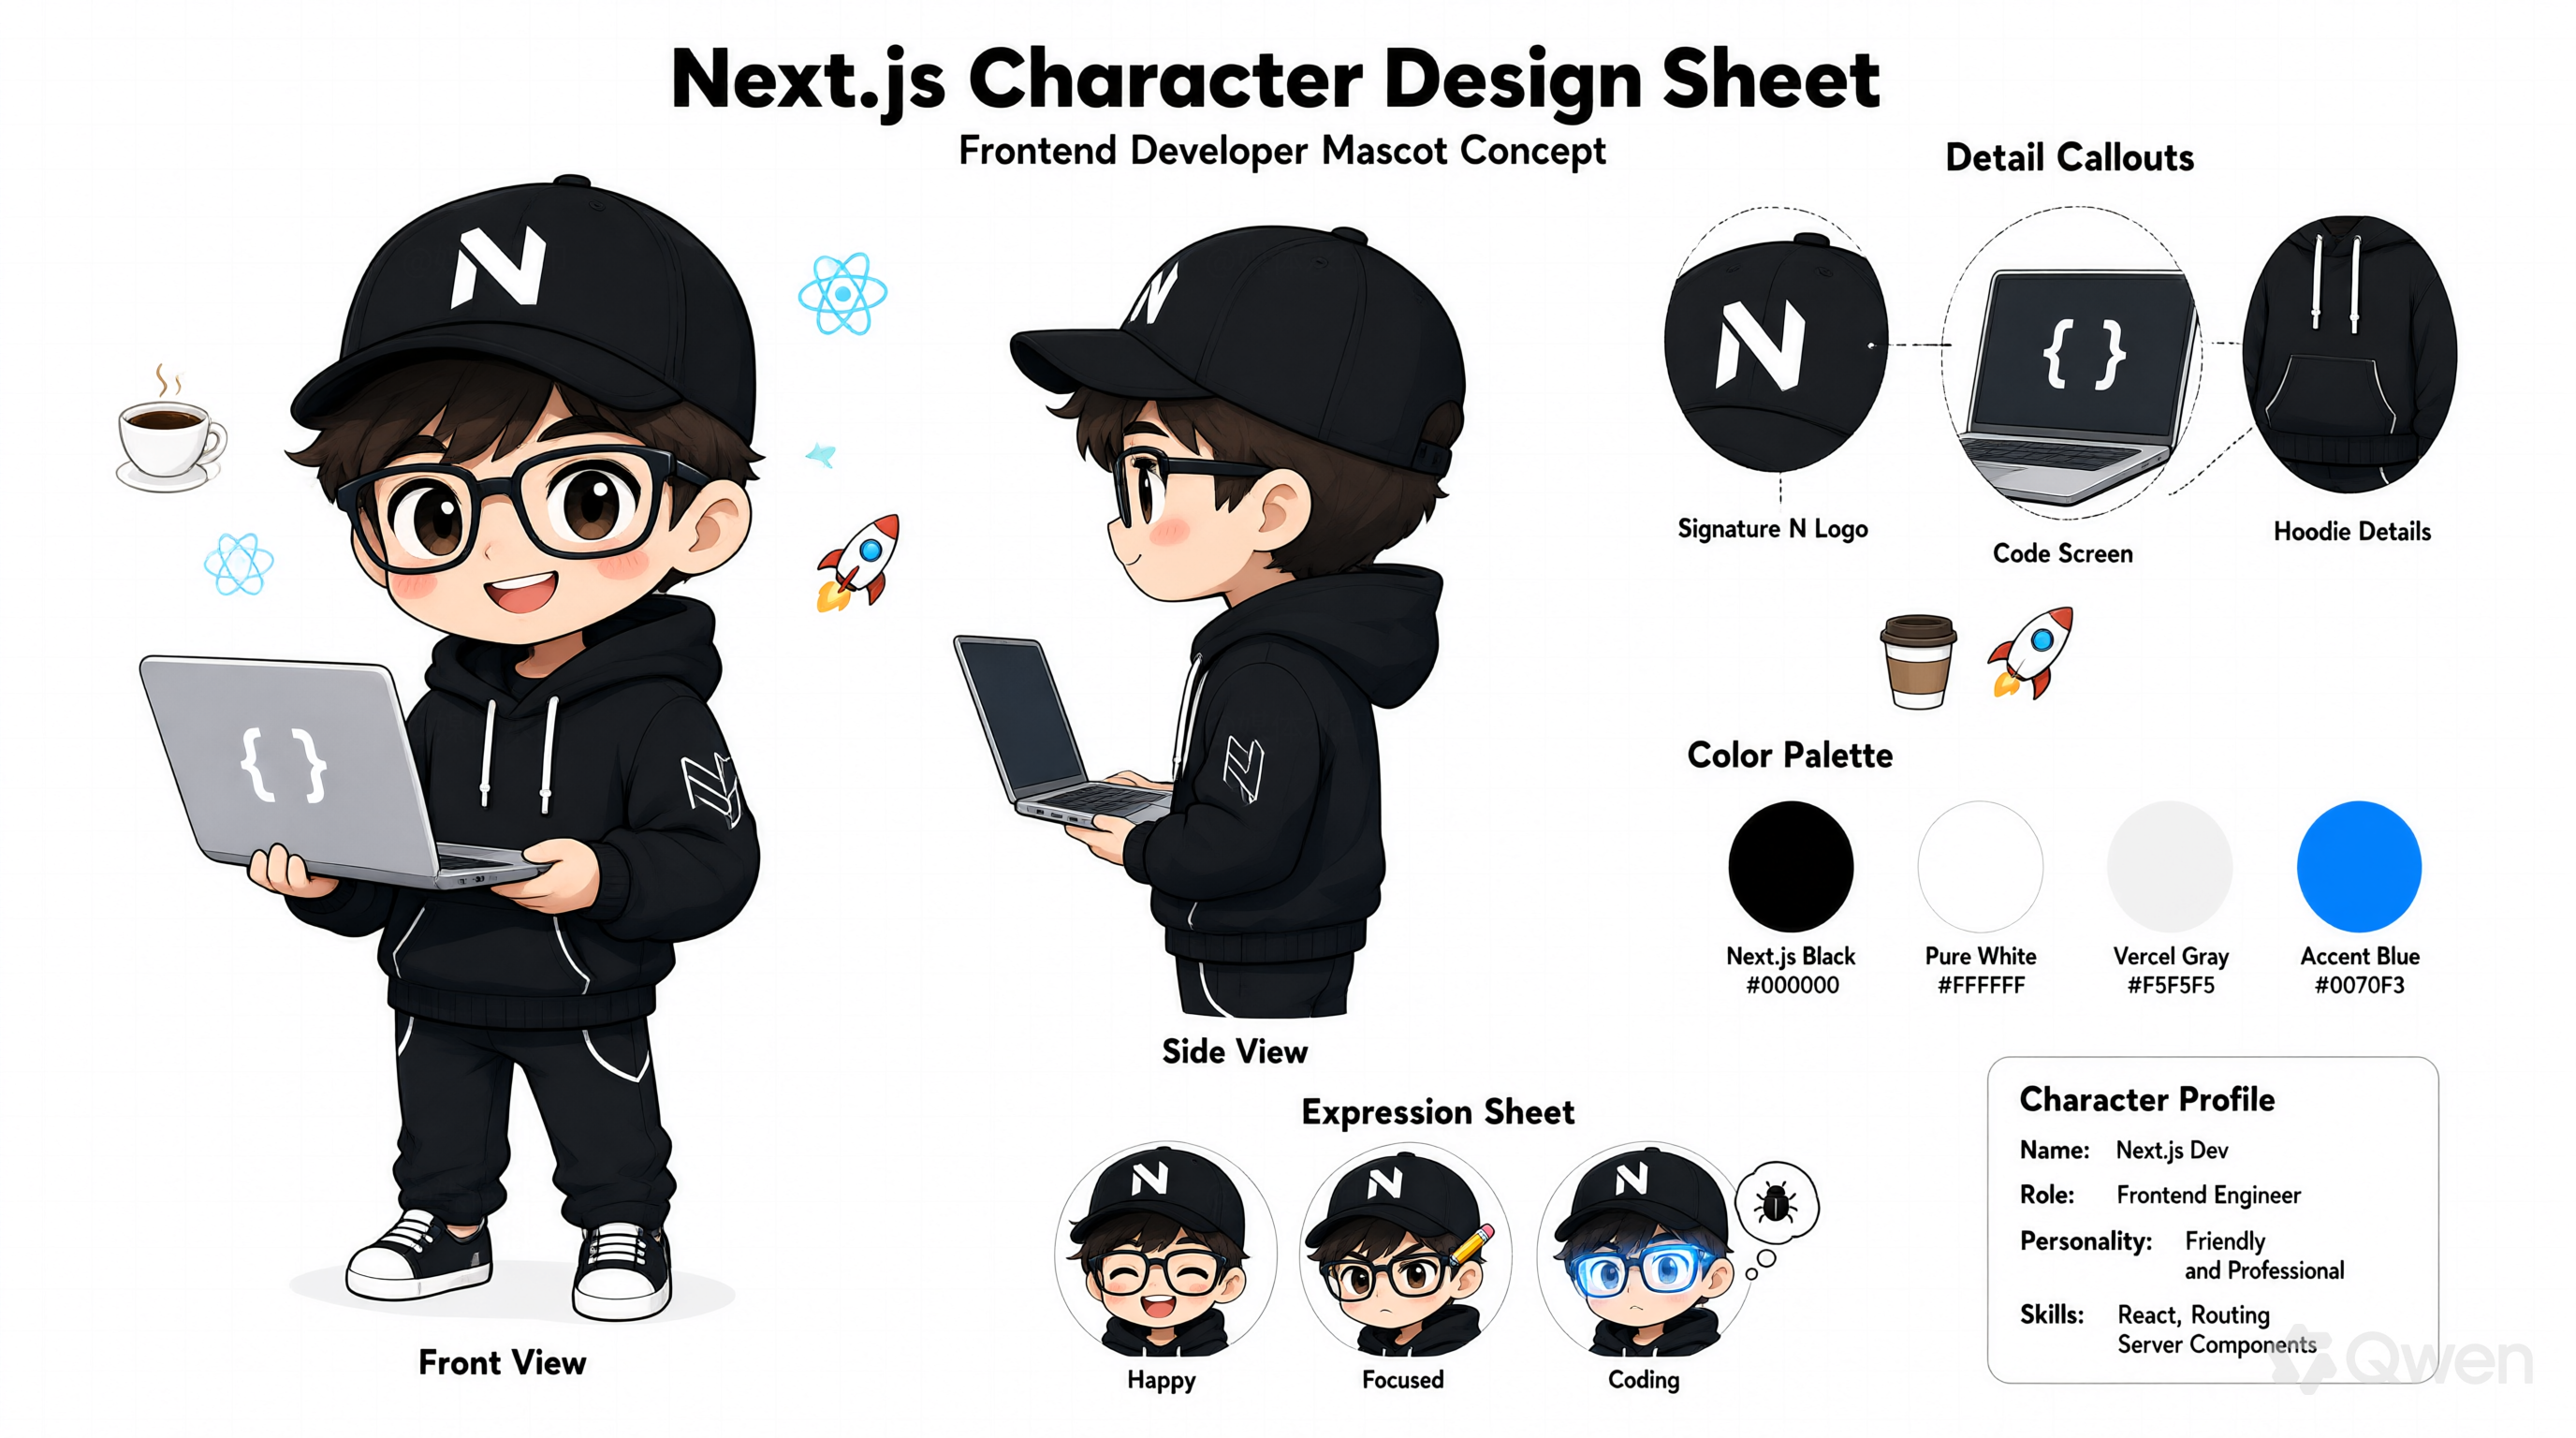 Next.js Character Design Sheet
Frontend Developer Mascot Concept
Detail Callouts
N
N
N
{ }
Signature N Logo
Code Screen
Hoodie Details
{ }
N
N
Color Palette
Next.js Black
#000000
Pure White
#FFFFFF
Vercel Gray
#F5F5F5
Accent Blue
#0070F3
Side View
Expression Sheet
N
N
N
Happy
Focused
Coding
Front View
Character Profile
Name: Next.js Dev
Role: Frontend Engineer
Personality: Friendly
and Professional
Skills: React, Routing
Server Components
Qwen